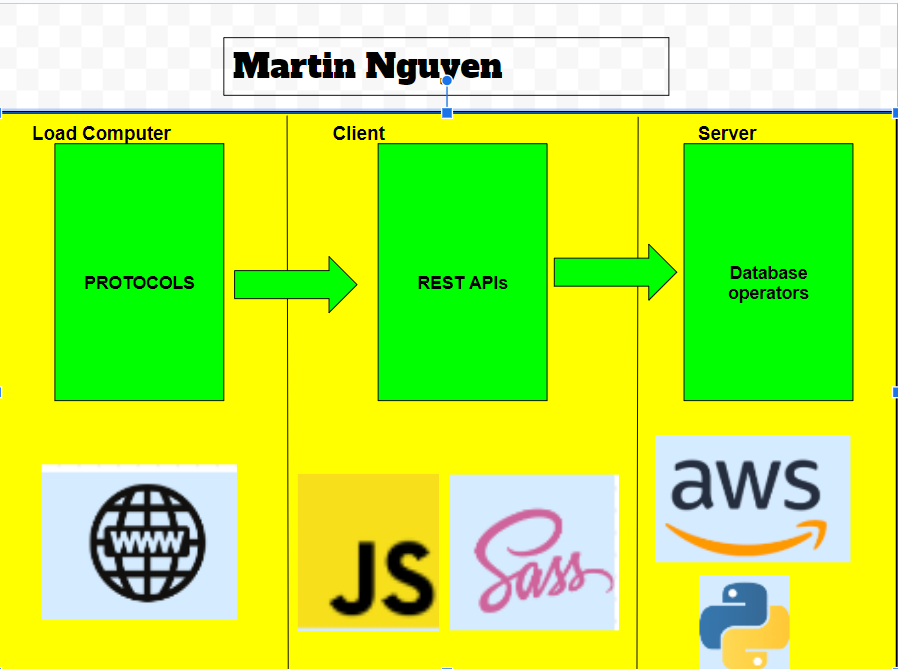 Martin Nguyen
Load Computer
Client
Server
PROTOCOLS
REST APIs
Database
operators
www
JS
Sass
aws